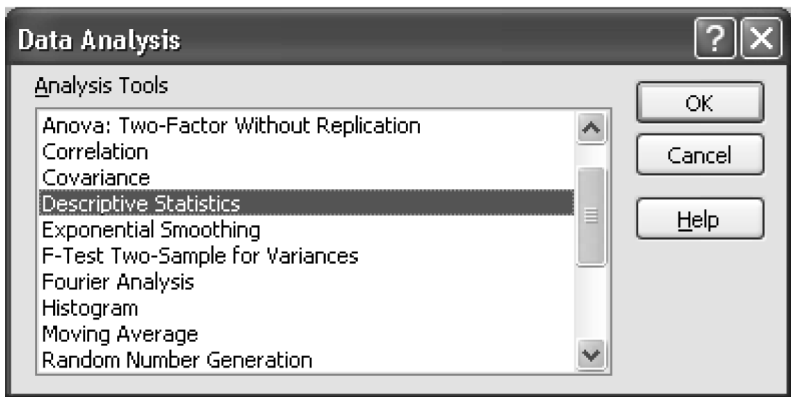 Data Analysis
Analysis Tools
Anova: Two-Factor Without Replication
Correlation
Covariance
Descriptive Statistics
Exponential Smoothing
F-Test Two-Sample for Variances
Fourier Analysis
Histogram
Moving Average
Random Number Generation
OK
Cancel
Help